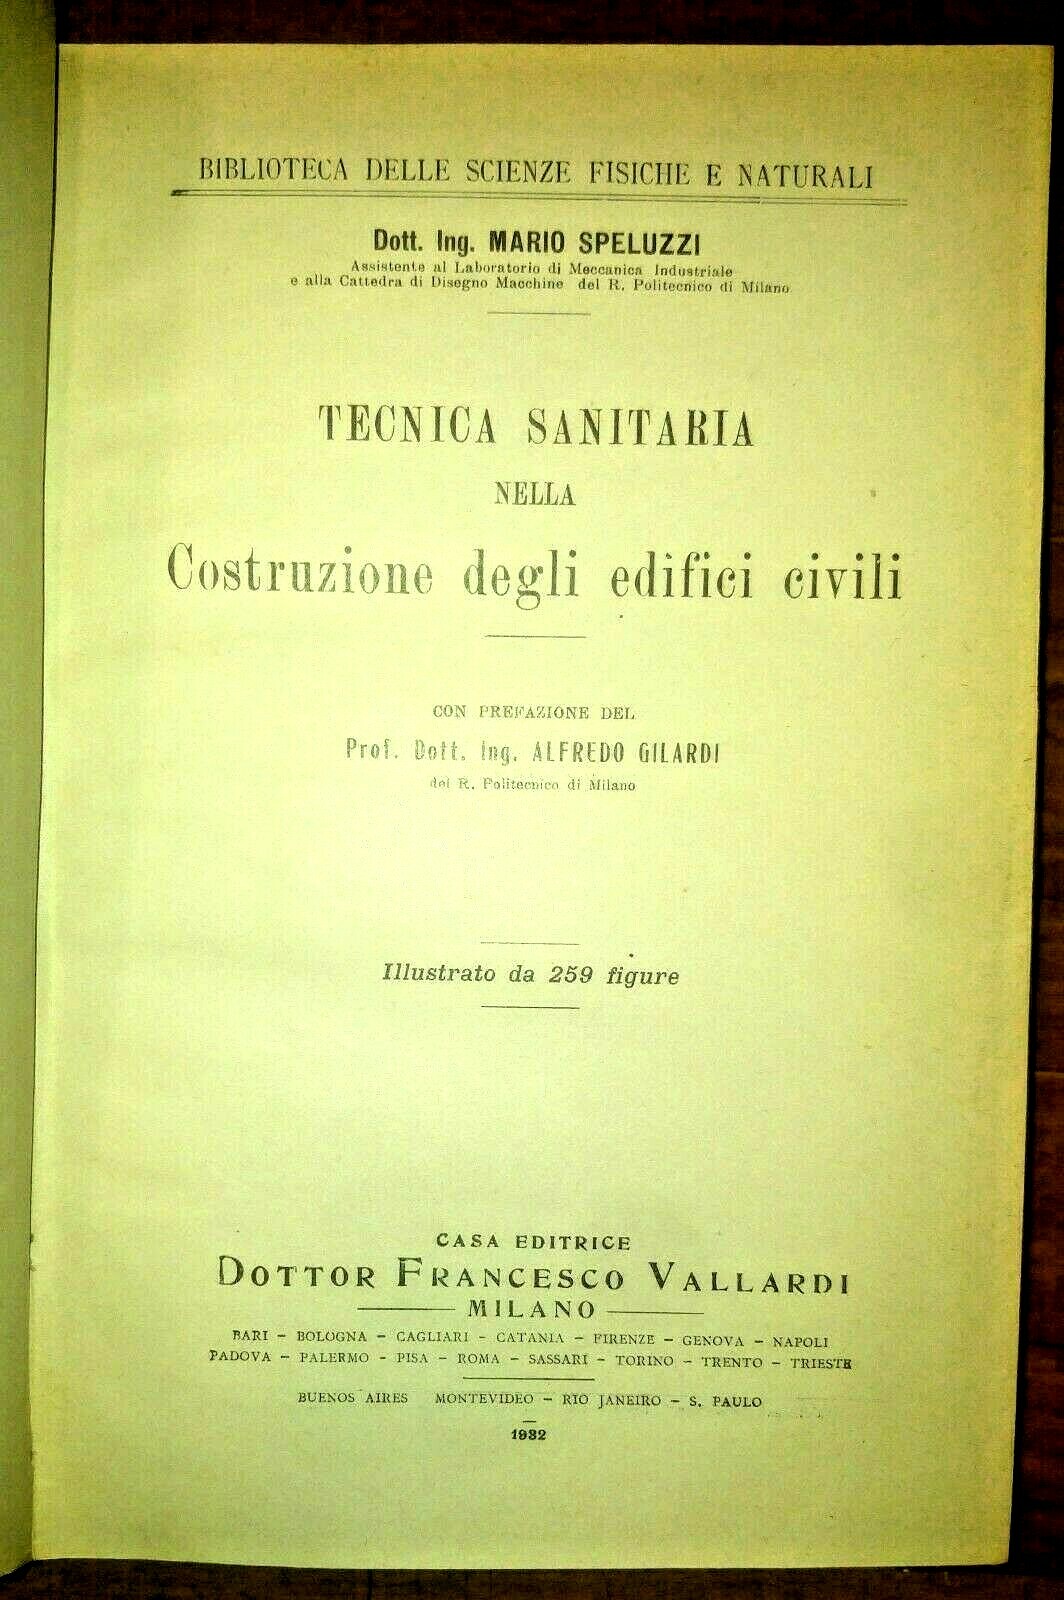 BIBLIOTECA DELLE SCIENZE FISICHE E NATURALI
Dott. Ing. MARIO SPELUZZI
Assistente al Laboratorio di Meccanica Industriale
e alla Cattedra di Disegno Macchine del R. Politecnico di Milano
TECNICA SANITARIA
NELLA
Costruzione degli edifici civili
CON PREFAZIONE DEL
Prof. Dott. Ing. ALFREDO GILARDI
del R. Politecnico di Milano
Illustrato da 259 figure
CASA EDITRICE
DOTTOR FRANCESCO VALLARDI
MILANO
BARI – BOLOGNA – CAGLIARI – CATANIA – FIRENZE – GENOVA – NAPOLI
PADOVA – PALERMO – PISA – ROMA – SASSARI – TORINO – TRENTO – TRIESTE
BUENOS AIRES MONTEVIDEO – RIO JANEIRO – S. PAULO
1932